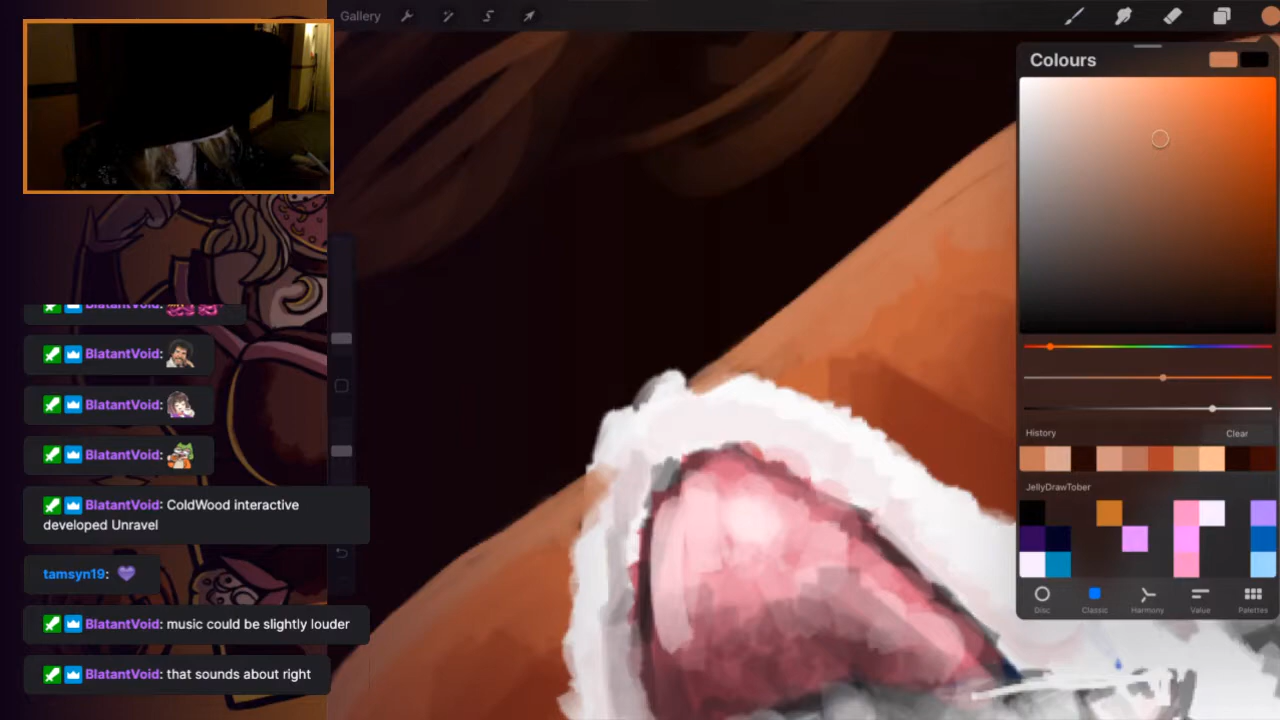 Gallery
Colours
BlatantVoid:
BlatantVoid:
BlatantVoid:
BlatantVoid:
BlatantVoid: ColdWood interactive
developed Unravel
tamsyn19:
BlatantVoid: music could be slightly louder
BlatantVoid: that sounds about right
History
Clear
JellyDrawTober
Disc
Classic
Harmony
Value
Palettes